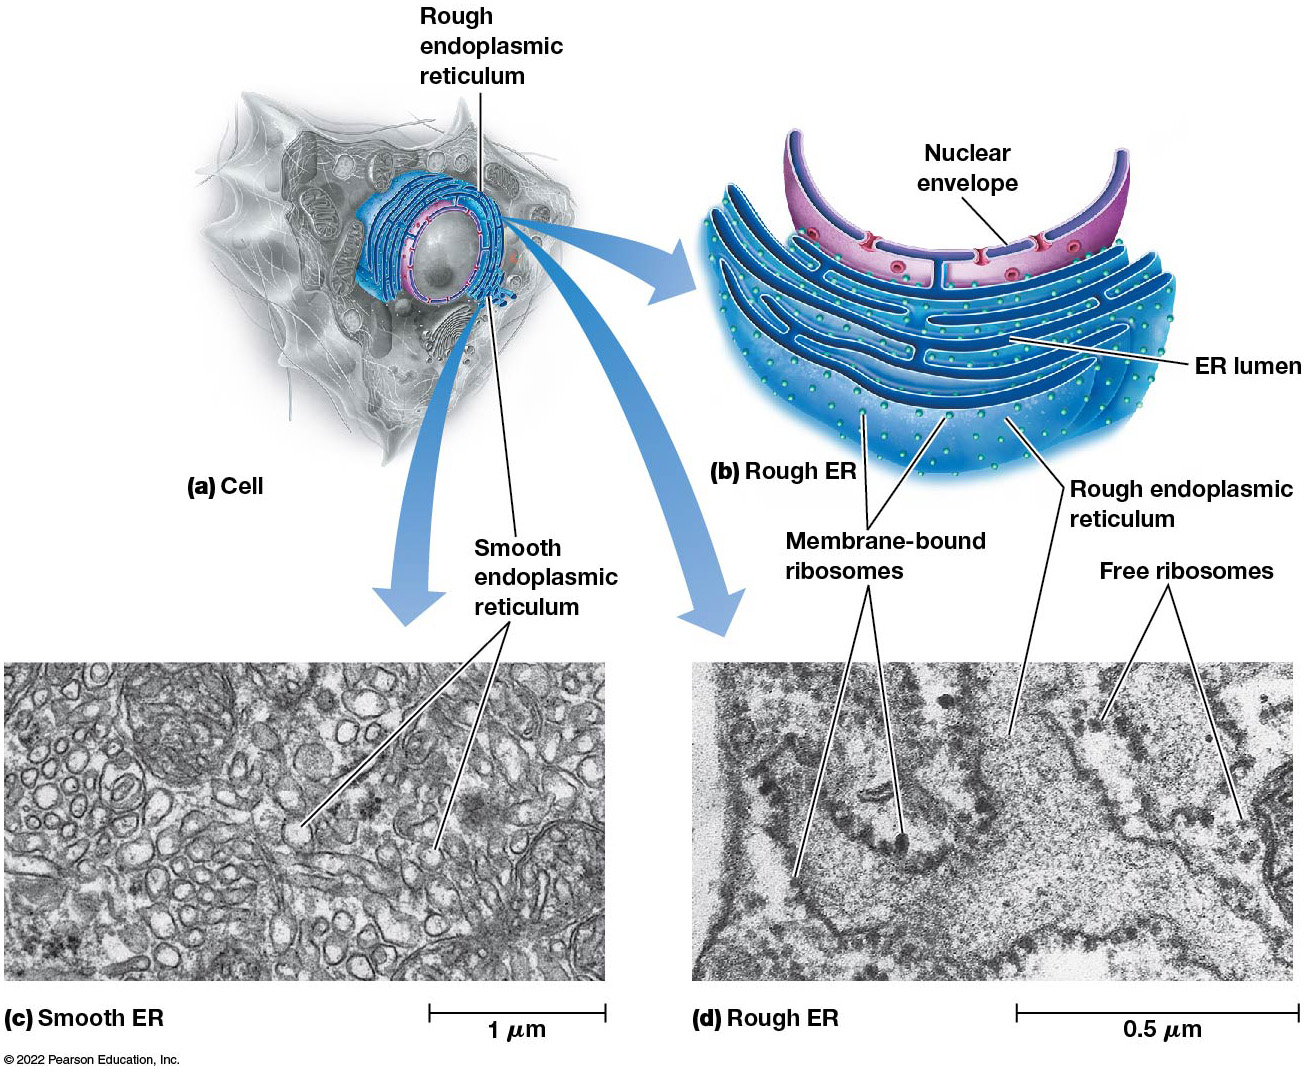 Rough
endoplasmic
reticulum
Nuclear
envelope
ER lumen
(a) Cell
(b) Rough ER
Rough endoplasmic
reticulum
Smooth
endoplasmic
reticulum
Membrane-bound
ribosomes
Free ribosomes
(c) Smooth ER
1 μm
(d) Rough ER
0.5 μm
© 2022 Pearson Education, Inc.